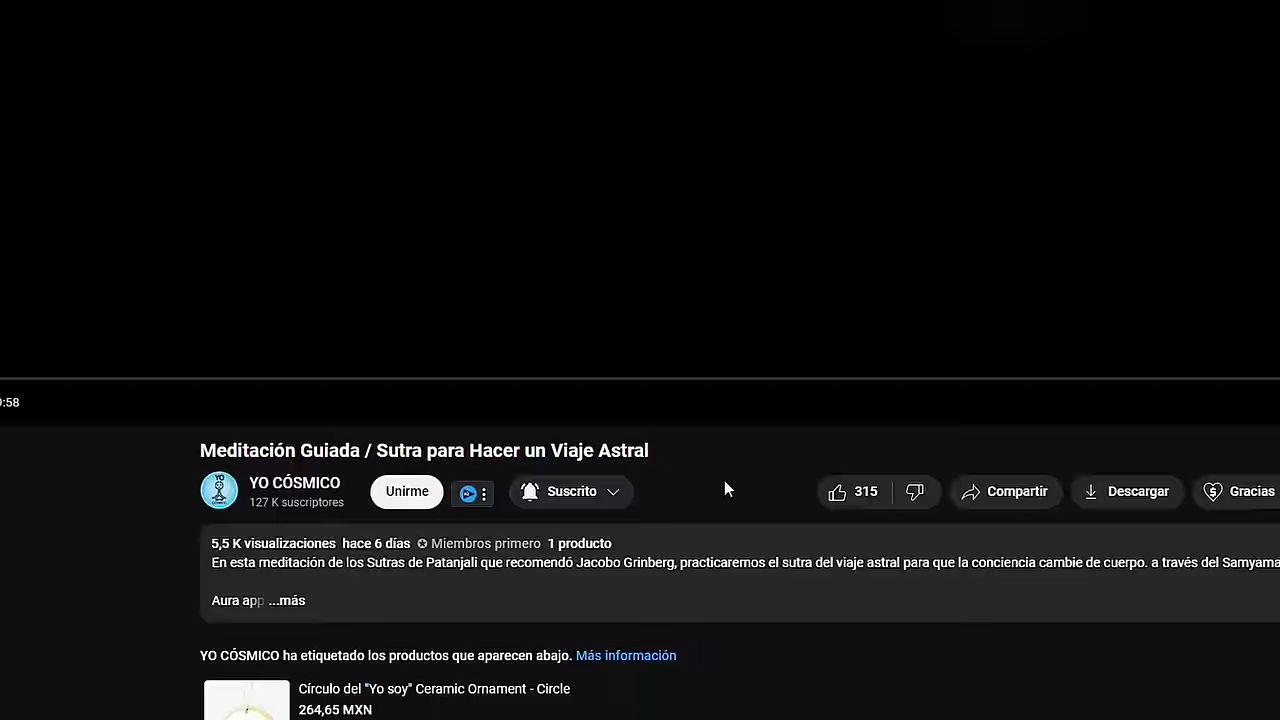 :58
Meditación Guiada / Sutra para Hacer un Viaje Astral
YO CÓSMICO
127 K suscriptores
Unirme
Suscrito
315
Compartir
Descargar
Gracias
5,5 K visualizaciones hace 6 días Miembros primero 1 producto
En esta meditación de los Sutras de Patanjali que recomendó Jacobo Grinberg, practicaremos el sutra del viaje astral para que la conciencia cambie de cuerpo. a través del Samyama
Aura app ...más
YO CÓSMICO ha etiquetado los productos que aparecen abajo. Más información
Círculo del "Yo soy" Ceramic Ornament - Circle
264,65 MXN